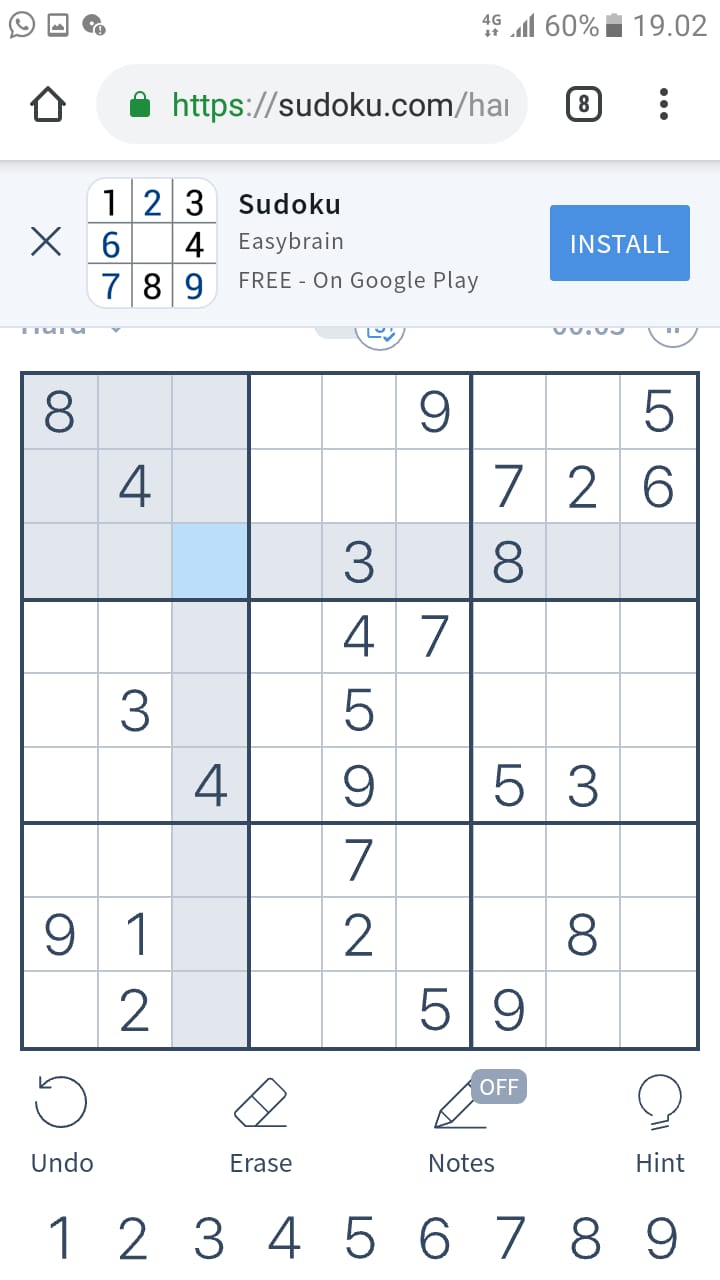 4G 60% 19.02
https://sudoku.com/har 8
1 2 3
6 4
7 8 9
Sudoku
Easybrain
FREE - On Google Play
INSTALL
8 9 5
4 7 2 6
3 8
4 7
3 5
4 9 5 3
7
9 1 2 8
2 5 9
OFF
Undo Erase Notes Hint
1 2 3 4 5 6 7 8 9